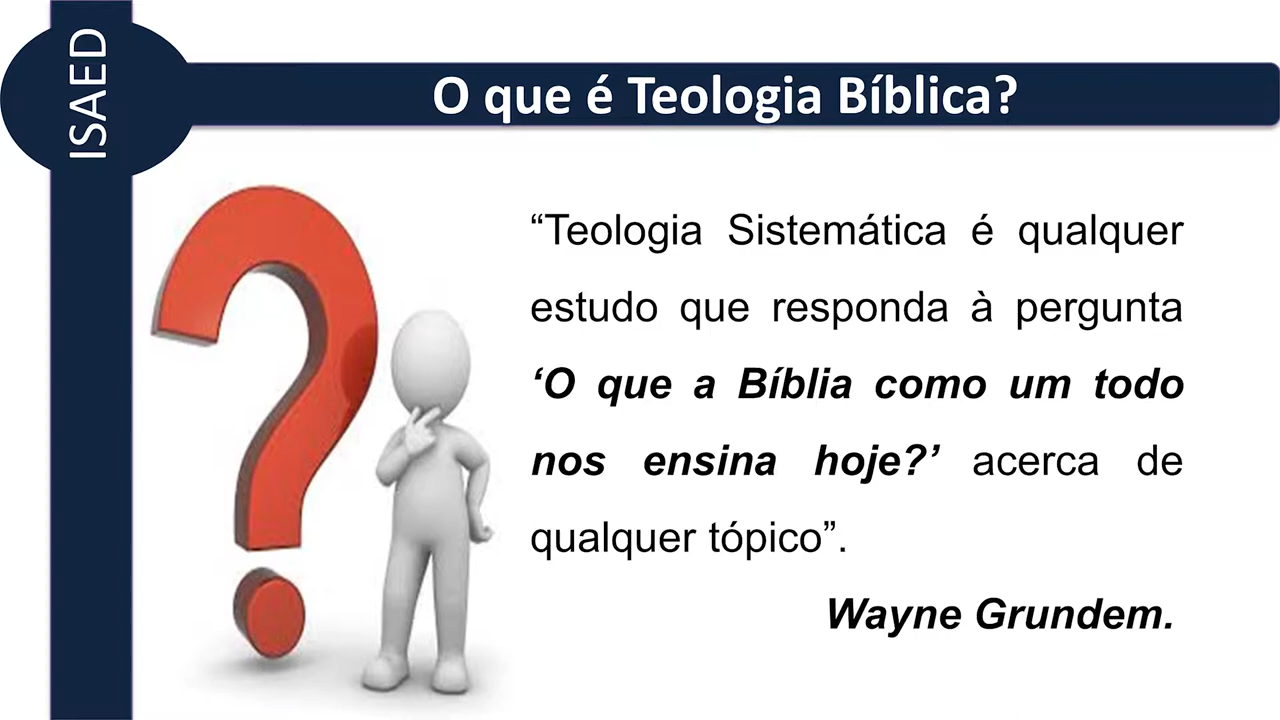 ISAED
O que é Teologia Bíblica?
“Teologia Sistemática é qualquer
estudo que responda à pergunta
‘O que a Bíblia como um todo
nos ensina hoje?’ acerca de
qualquer tópico”.
Wayne Grundem.